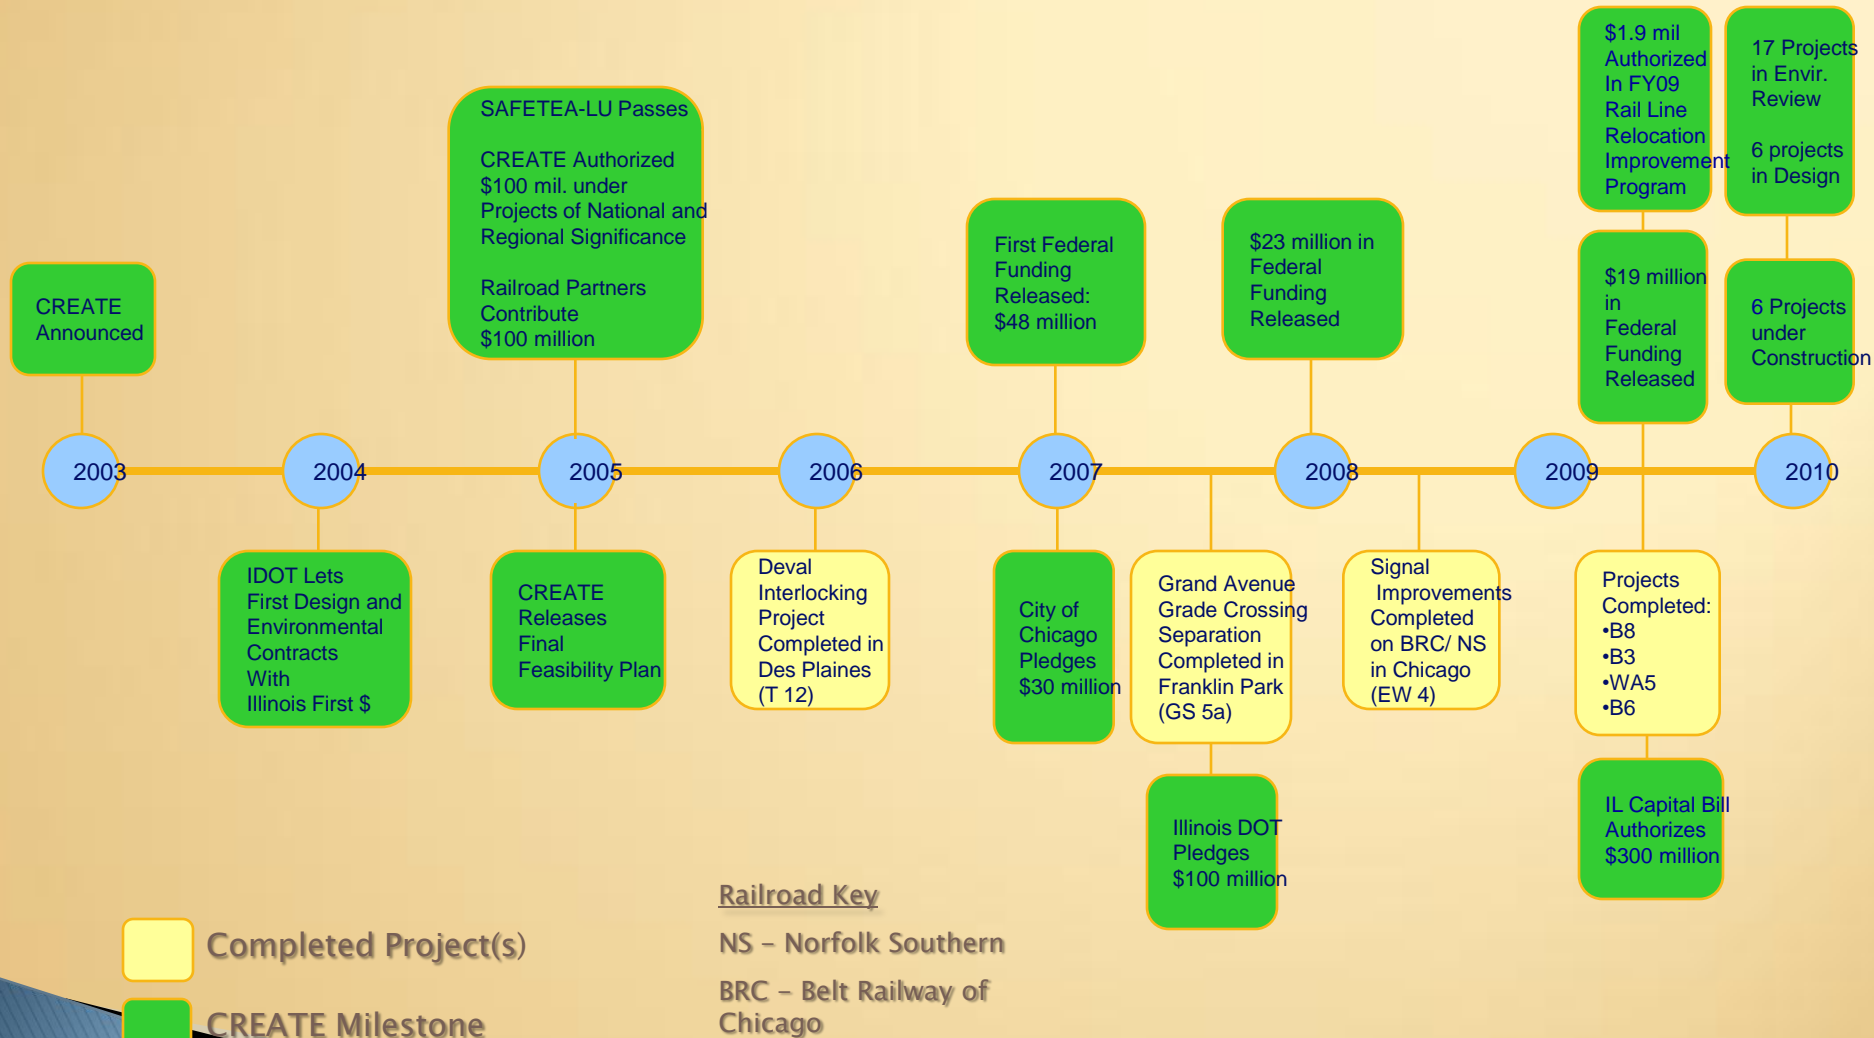 CREATE
Announced
SAFETEA-LU Passes
CREATE Authorized
$100 mil. under
Projects of National and
Regional Significance
Railroad Partners
Contribute
$100 million
First Federal
Funding
Released:
$48 million
$23 million in
Federal
Funding
Released
$1.9 mil
Authorized
In FY09
Rail Line
Relocation
Improvement
Program
$19 million
in
Federal
Funding
Released
17 Projects
in Envir.
Review
6 projects
in Design
6 Projects
under
Construction
2003
2004
2005
2006
2007
2008
2009
2010
IDOT Lets
First Design and
Environmental
Contracts
With
Illinois First $
CREATE
Releases
Final
Feasibility Plan
Deval
Interlocking
Project
Completed in
Des Plaines
(T 12)
City of
Chicago
Pledges
$30 million
Grand Avenue
Grade Crossing
Separation
Completed in
Franklin Park
(GS 5a)
Illinois DOT
Pledges
$100 million
Signal
Improvements
Completed
on BRC/ NS
in Chicago
(EW 4)
Projects
Completed:
•B8
•B3
•WA5
•B6
IL Capital Bill
Authorizes
$300 million
Completed Project(s)
CREATE Milestone
Railroad Key
NS – Norfolk Southern
BRC – Belt Railway of
Chicago